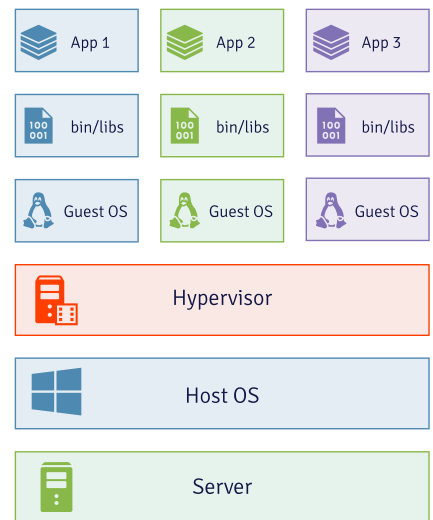 App 1
App 2
App 3
100
001
bin/libs
100
001
bin/libs
100
001
bin/libs
Guest OS
Guest OS
Guest OS
Hypervisor
Host OS
Server